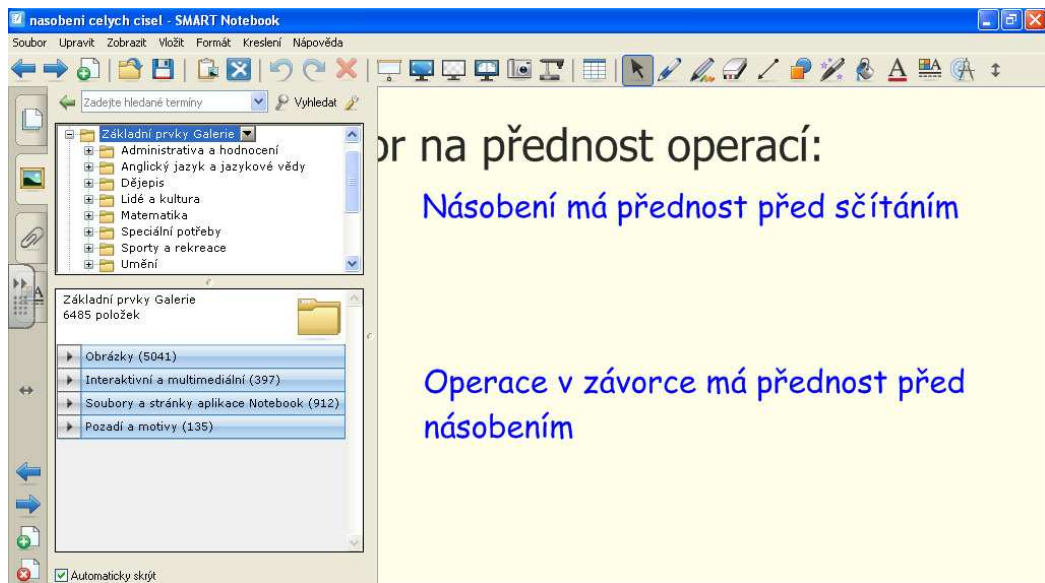 nasobeni celych cisel - SMART Notebook
Soubor Upravit Zobrazit Vložit Formát Kreslení Nápověda
Zadejte hledané termíny Vyhledat
Základní prvky Galerie
Administrativa a hodnocení
Anglický jazyk a jazykové vědy
Dějepis
Lidé a kultura
Matematika
Speciální potřeby
Sporty a rekreace
Umění
Základní prvky Galerie
6485 položek
Obrázky (5041)
Interaktivní a multimediální (397)
Soubory a stránky aplikace Notebook (912)
Pozadí a motivy (135)
Automaticky skrýt
or na přednost operací:
Násobení má přednost před sčítáním
Operace v závorce má přednost před
násobením